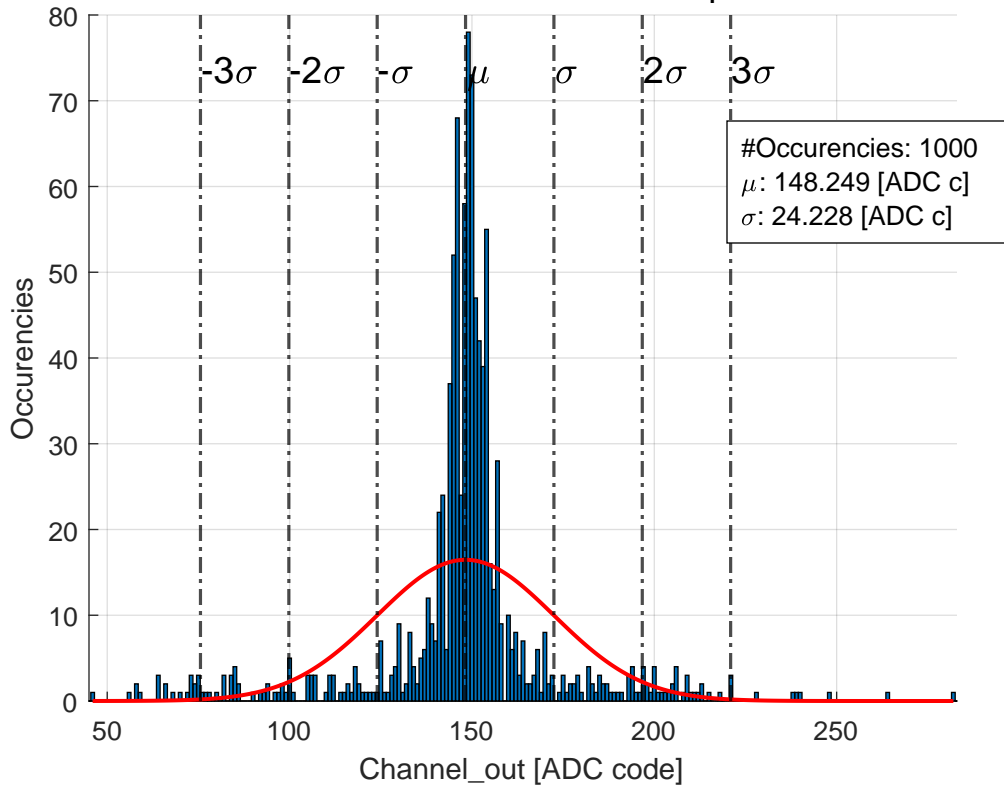 80
70
60
50
40
30
20
10
0
Occurencies
-3σ -2σ -σ μ σ 2σ 3σ
#Occurencies: 1000
μ: 148.249 [ADC c]
σ: 24.228 [ADC c]
50 100 150 200 250
Channel_out [ADC code]